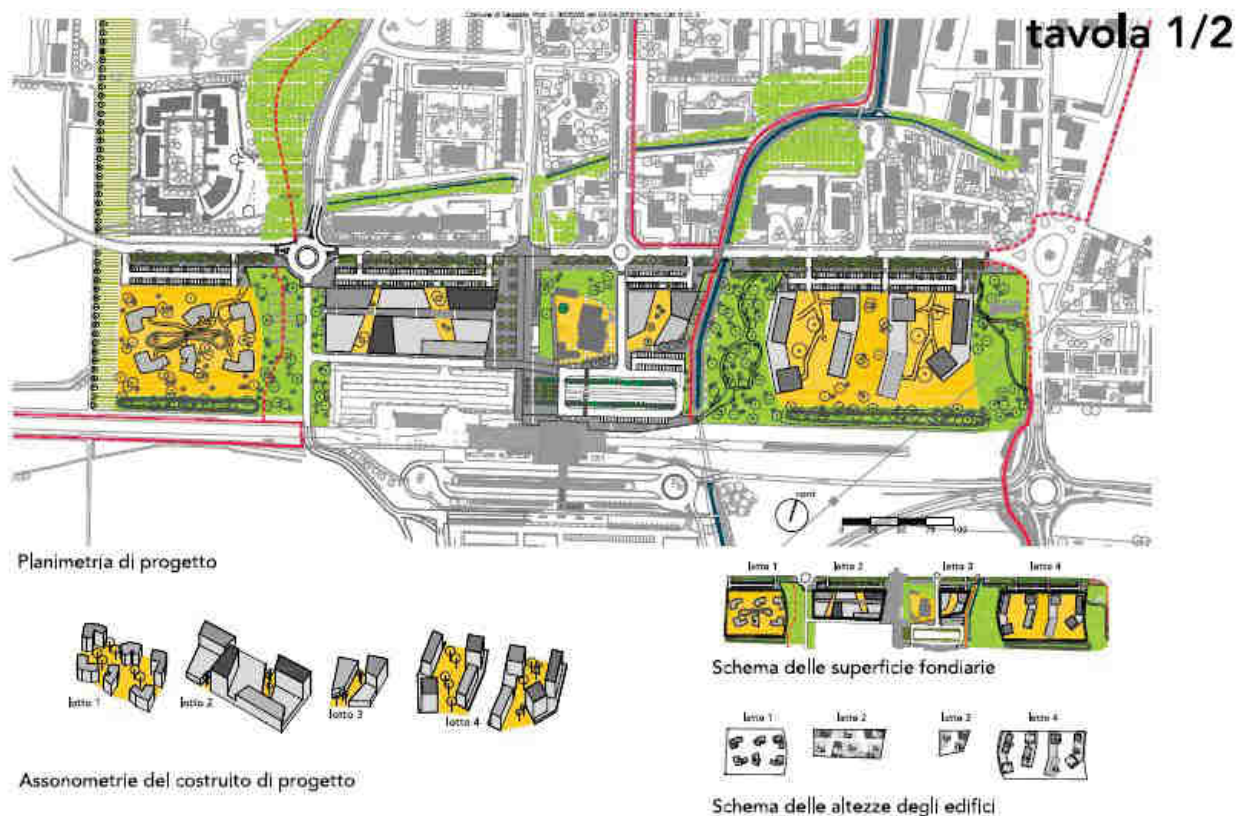 tavola 1/2
nord
Planimetria di progetto
lotto 1
lotto 2
lotto 3
lotto 4
Assonometrie del costruito di progetto
lotto 1
lotto 2
lotto 3
lotto 4
Schema delle superficie fondiarie
lotto 1
lotto 2
lotto 3
lotto 4
Schema delle altezze degli edifici